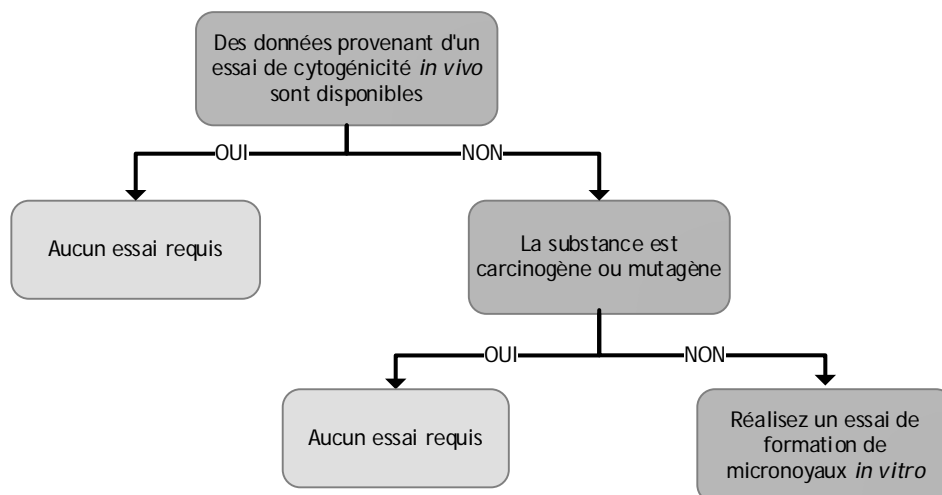 Des données provenant d'un
essai de cytogénicité in vivo
sont disponibles
OUI
NON
Aucun essai requis
La substance est
carcinogène ou mutagène
OUI
NON
Aucun essai requis
Réalisez un essai de
formation de
micronoyaux in vitro